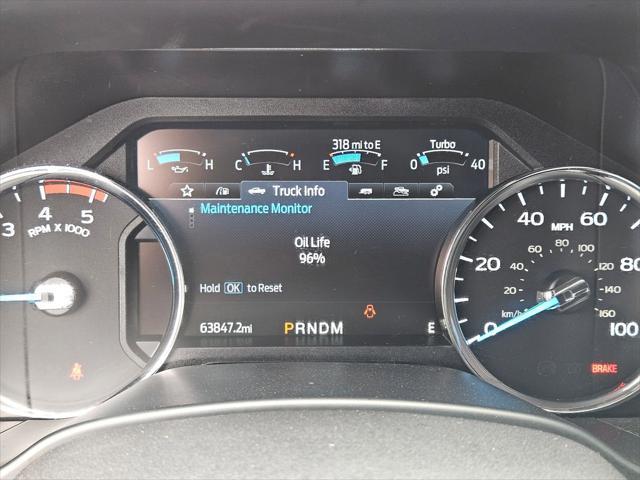 318 mi to E Turbo
L H C H E F 0 40
psi
Truck Info
Maintenance Monitor
Oil Life
96%
Hold OK to Reset
63847.2mi PRNDM E
3 4 5
RPM X 1000
0 20 40 60 80 100
MPH
20 40 60 80 100 120 140 160
km/h
BRAKE